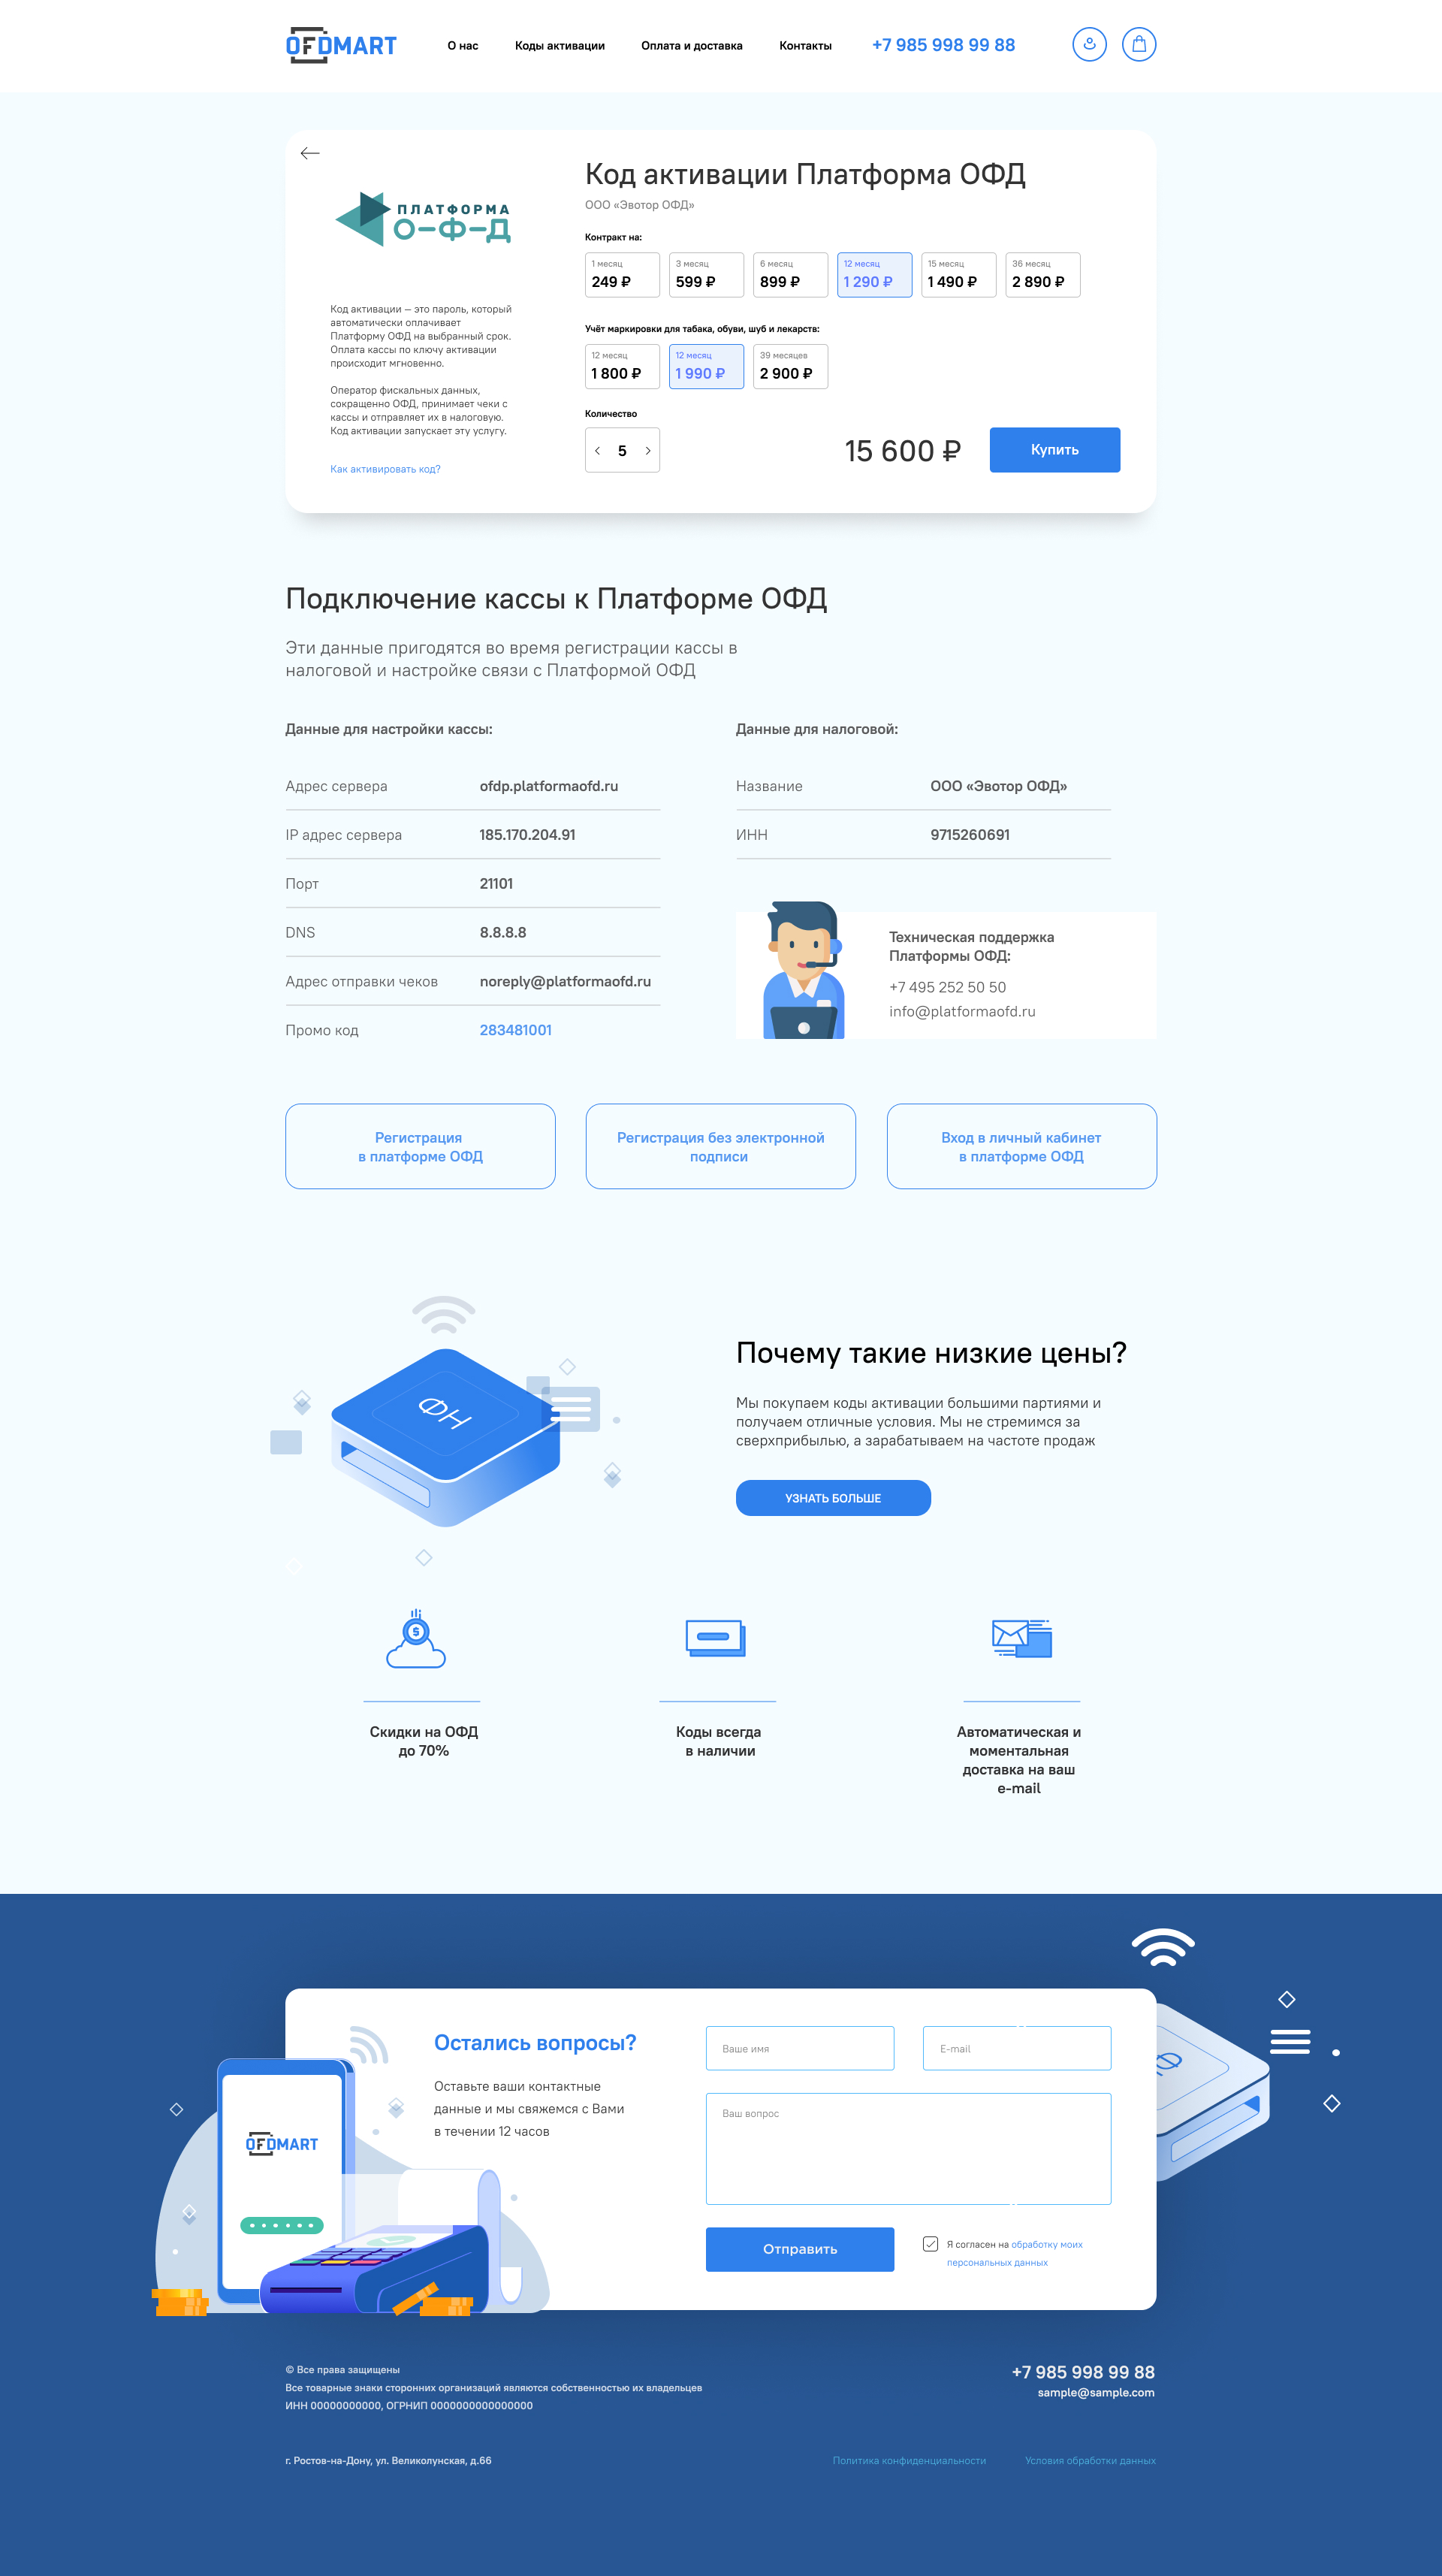 OFDMART
О нас
Коды активации
Оплата и доставка
Контакты
+7 985 998 99 88
ПЛАТФОРМА
О-Ф-Д
Код активации — это пароль, который
автоматически оплачивает
Платформу ОФД на выбранный срок.
Оплата кассы по ключу активации
происходит мгновенно.
Оператор фискальных данных,
сокращенно ОФД, принимает чеки с
кассы и отправляет их в налоговую.
Код активации запускает эту услугу.
Как активировать код?
Код активации Платформа ОФД
ООО «Эвотор ОФД»
Контракт на:
1 месяц
249 ₽
3 месяц
599 ₽
6 месяц
899 ₽
12 месяц
1 290 ₽
15 месяц
1 490 ₽
36 месяц
2 890 ₽
Учёт маркировки для табака, обуви, шуб и лекарств:
12 месяц
1 800 ₽
12 месяц
1 990 ₽
39 месяцев
2 900 ₽
Количество
5
15 600 ₽
Купить
Подключение кассы к Платформе ОФД
Эти данные пригодятся во время регистрации кассы в
налоговой и настройке связи с Платформой ОФД
Данные для настройки кассы:
Адрес сервера
ofdp.platformaofd.ru
IP адрес сервера
185.170.204.91
Порт
21101
DNS
8.8.8.8
Адрес отправки чеков
noreply@platformaofd.ru
Промо код
283481001
Данные для налоговой:
Название
ООО «Эвотор ОФД»
ИНН
9715260691
Техническая поддержка
Платформы ОФД:
+7 495 252 50 50
info@platformaofd.ru
Регистрация
в платформе ОФД
Регистрация без электронной
подписи
Вход в личный кабинет
в платформе ОФД
ФН
Почему такие низкие цены?
Мы покупаем коды активации большими партиями и
получаем отличные условия. Мы не стремимся за
сверхприбылью, а зарабатываем на частоте продаж
УЗНАТЬ БОЛЬШЕ
$
Скидки на ОФД
до 70%
Коды всегда
в наличии
Автоматическая и
моментальная
доставка на ваш
e-mail
OFDMART
Остались вопросы?
Оставьте ваши контактные
данные и мы свяжемся с Вами
в течении 12 часов
Ваше имя
E-mail
Ваш вопрос
Отправить
Я согласен на обработку моих
персональных данных
© Все права защищены
Все товарные знаки сторонних организаций являются собственностью их владельцев
ИНН 00000000000, ОГРНИП 0000000000000000
+7 985 998 99 88
sample@sample.com
г. Ростов-на-Дону, ул. Великолунская, д.66
Политика конфиденциальности
Условия обработки данных